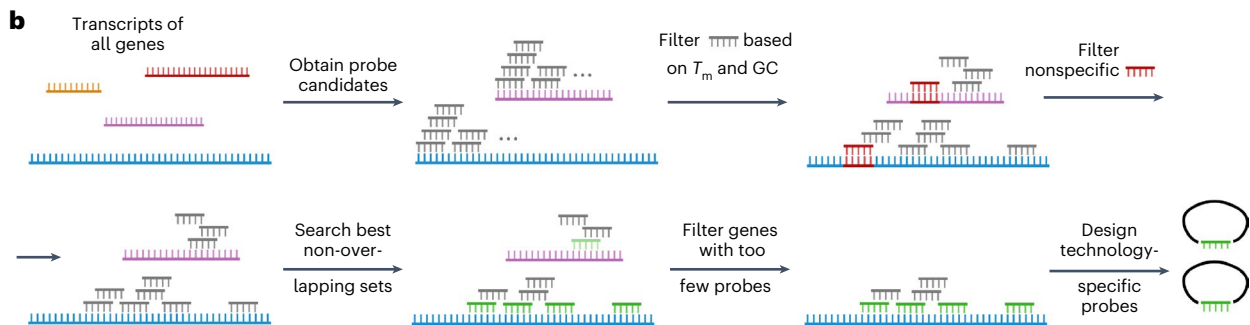 b
Transcripts of
all genes
Obtain probe
candidates
...
...
Filter based
on Tm and GC
Filter
nonspecific
Search best
non-over-
lapping sets
Filter genes
with too
few probes
Design
technology-
specific
probes